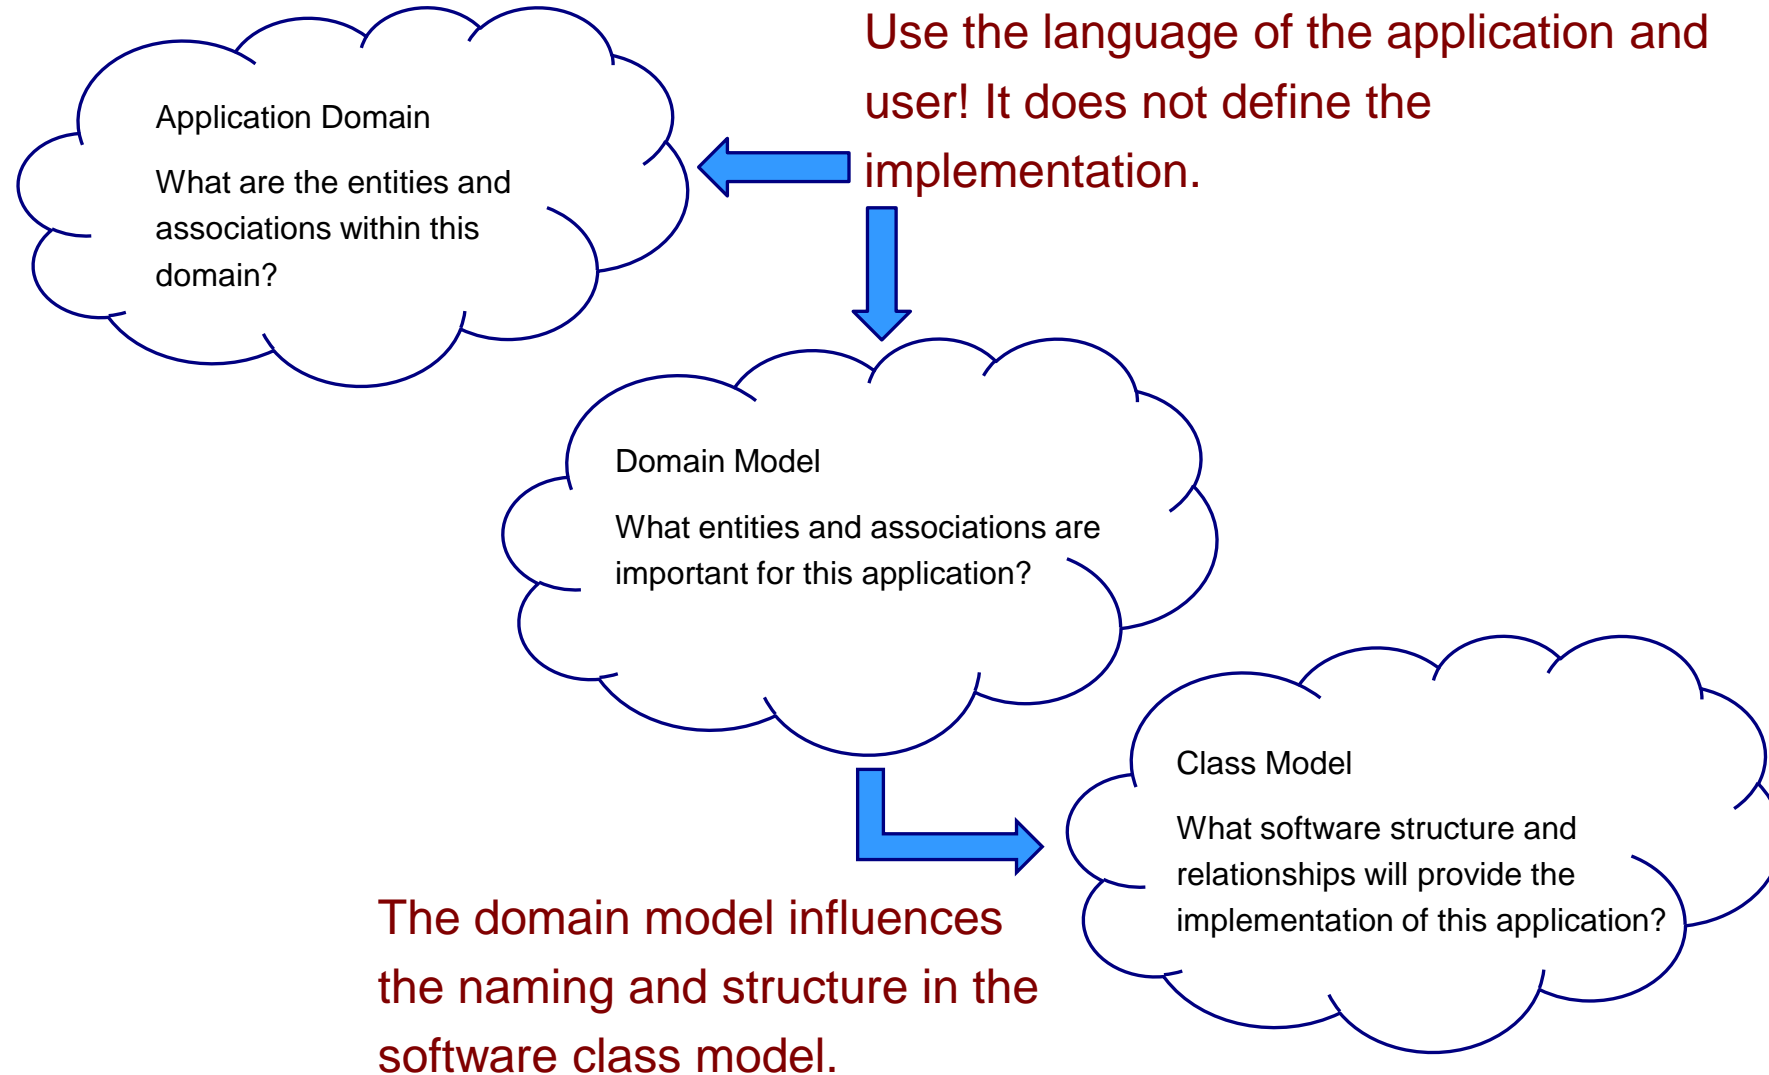 Use the language of the application and
user! It does not define the
implementation.
Application Domain
What are the entities and
associations within this
domain?
Domain Model
What entities and associations are
important for this application?
Class Model
What software structure and
relationships will provide the
implementation of this application?
The domain model influences
the naming and structure in the
software class model.